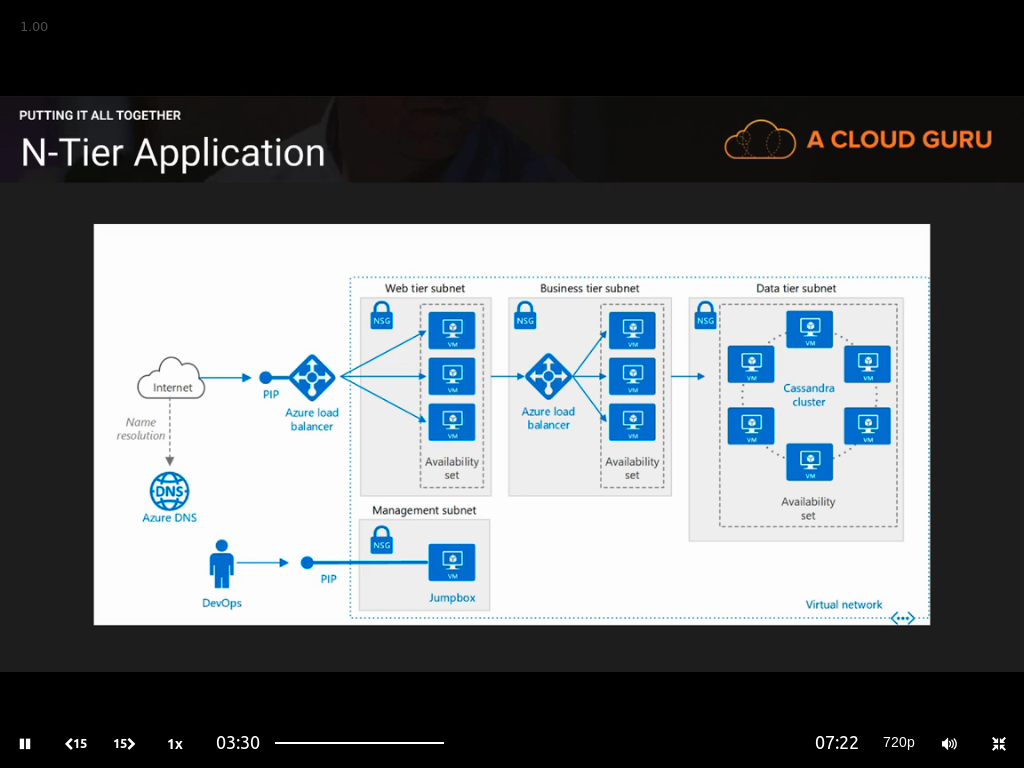 1.00
PUTTING IT ALL TOGETHER
N-Tier Application
A CLOUD GURU
Web tier subnet
Business tier subnet
Data tier subnet
NSG
NSG
NSG
VM
VM
VM
VM
VM
VM
VM
VM
VM
VM
VM
VM
Internet
PIP
Azure load
balancer
Azure load
balancer
Cassandra
cluster
Name
resolution
Availability
set
Availability
set
Availability
set
DNS
Azure DNS
Management subnet
NSG
VM
PIP
Jumpbox
DevOps
Virtual network
15
15
1x
03:30
07:22
720p